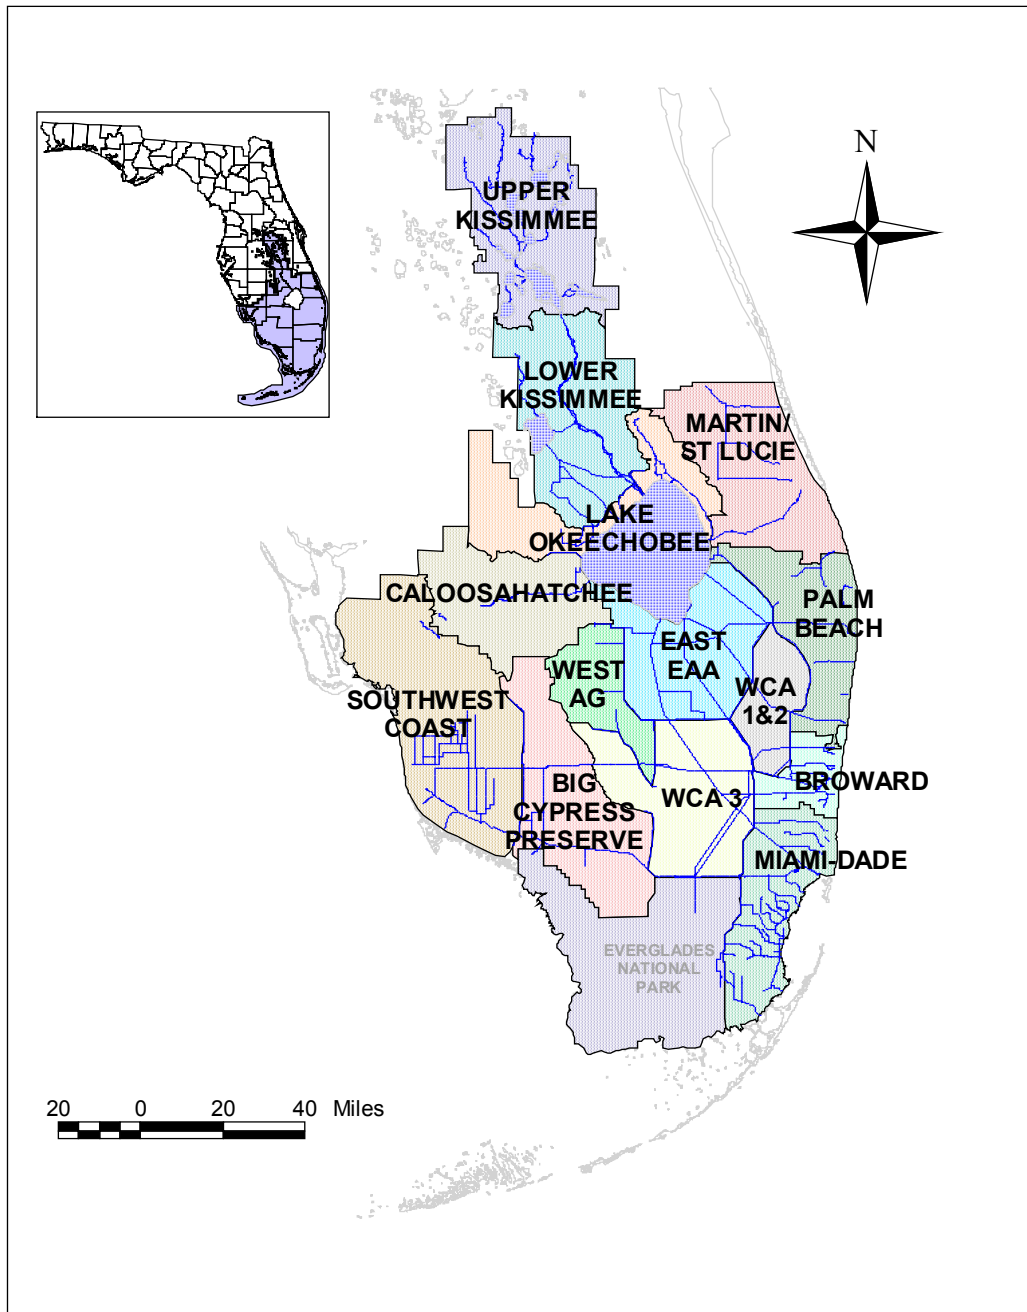 N
UPPER
KISSIMMEE
LOWER
KISSIMMEE
MARTIN/
ST LUCIE
LAKE
OKEECHOBEE
CALOOSAHATCHEE
PALM
BEACH
EAST
EAA
WEST
AG
WCA
1&2
SOUTHWEST
COAST
BIG
CYPRESS
PRESERVE
WCA 3
BROWARD
MIAMI-DADE
EVERGLADES
NATIONAL
PARK
20 0 20 40 Miles